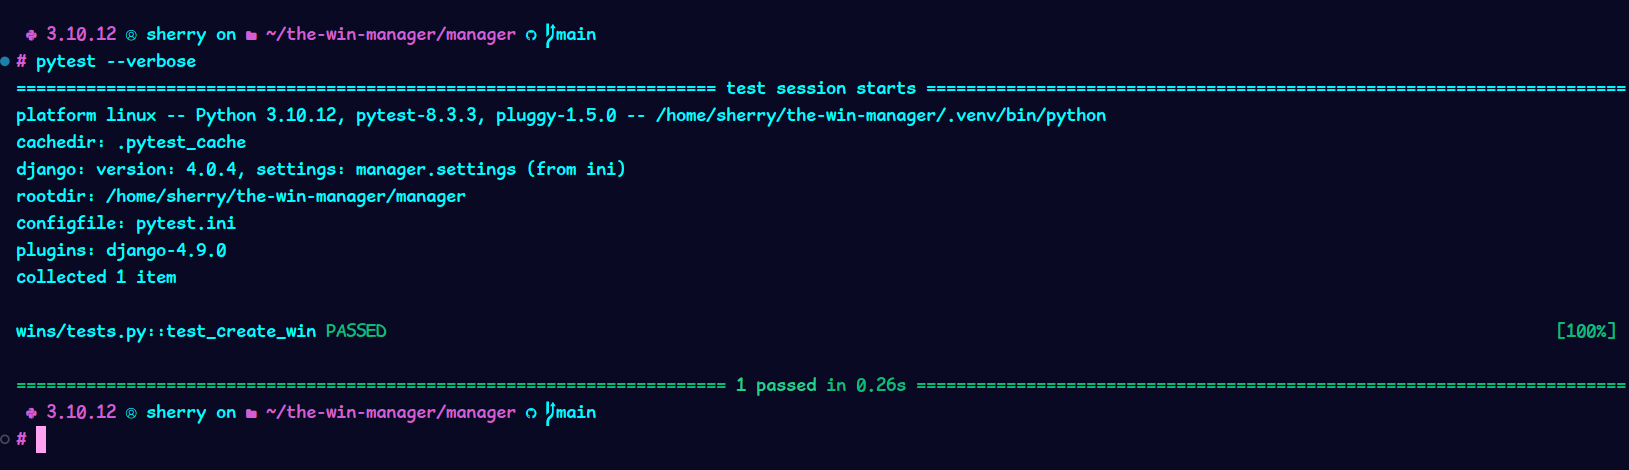 3.10.12 sherry on ~/the-win-manager/manager main
# pytest --verbose
====================================================================== test session starts ======================================================================
platform linux -- Python 3.10.12, pytest-8.3.3, pluggy-1.5.0 -- /home/sherry/the-win-manager/.venv/bin/python
cachedir: .pytest_cache
django: version: 4.0.4, settings: manager.settings (from ini)
rootdir: /home/sherry/the-win-manager/manager
configfile: pytest.ini
plugins: django-4.9.0
collected 1 item
wins/tests.py::test_create_win PASSED [100%]
======================================================================= 1 passed in 0.26s =======================================================================
3.10.12 sherry on ~/the-win-manager/manager main
#